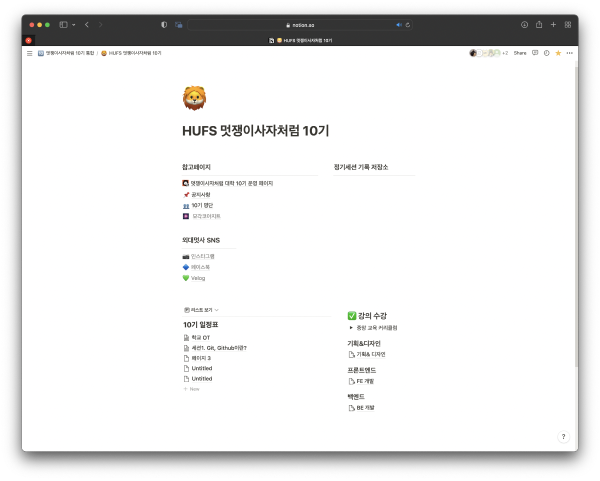 notion.so
HUFS 멋쟁이사자처럼 10기
멋쟁이사자처럼 10기 통합 / HUFS 멋쟁이사자처럼 10기
+2 Share
HUFS 멋쟁이사자처럼 10기
참고페이지
멋쟁이사자처럼 대학 10기 운영 페이지
공지사항
10기 명단
모각코아지트
정기세션 기록 저장소
외대멋사 SNS
인스타그램
페이스북
Velog
리스트 보기
10기 일정표
학교 OT
세션1. Git, Github이란?
페이지 3
Untitled
Untitled
+ New
강의 수강
중앙 교육 커리큘럼
기획&디자인
기획& 디자인
프론트엔드
FE 개발
백엔드
BE 개발
?